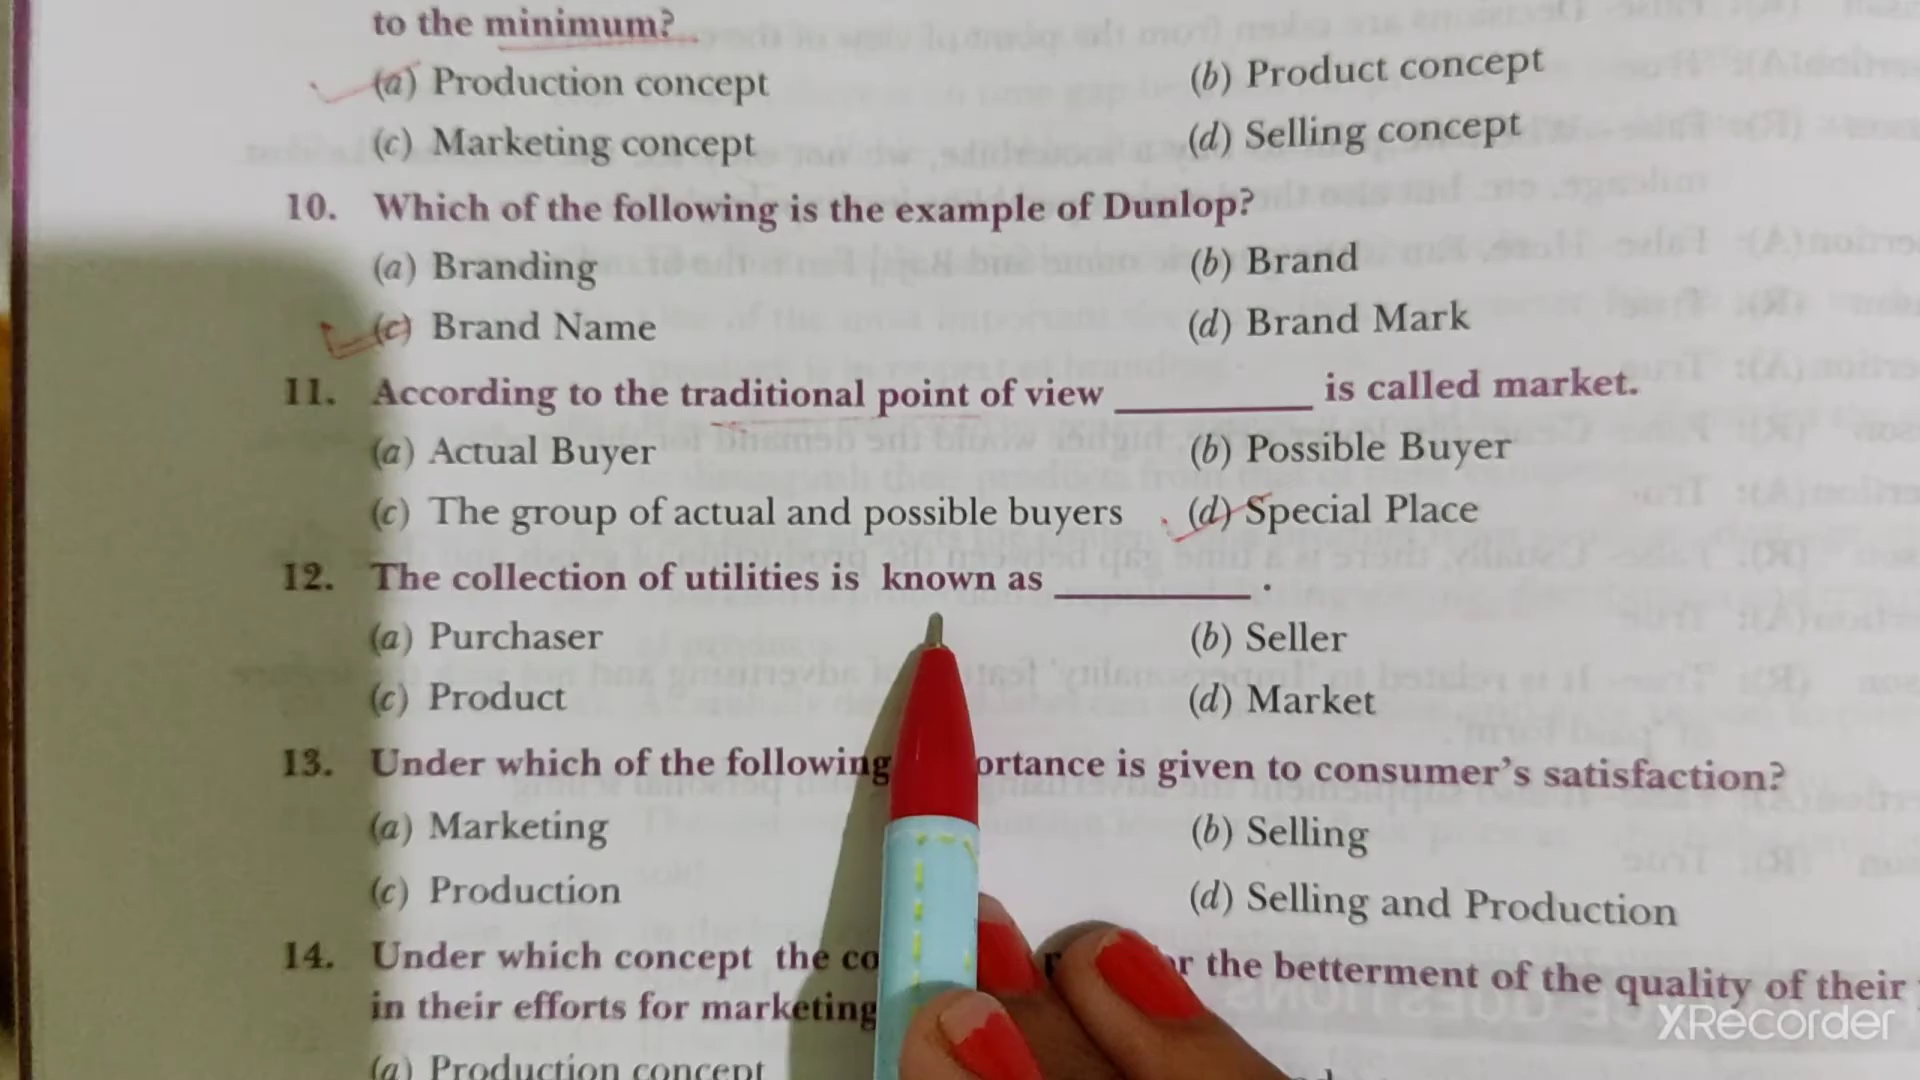 to the minimum?
(a) Production concept (b) Product concept
(c) Marketing concept (d) Selling concept
10. Which of the following is the example of Dunlop?
(a) Branding (b) Brand
(c) Brand Name (d) Brand Mark
11. According to the traditional point of view __________ is called market.
(a) Actual Buyer (b) Possible Buyer
(c) The group of actual and possible buyers (d) Special Place
12. The collection of utilities is known as __________ .
(a) Purchaser (b) Seller
(c) Product (d) Market
13. Under which of the following ortance is given to consumer's satisfaction?
(a) Marketing (b) Selling
(c) Production (d) Selling and Production
14. Under which concept the co r the betterment of the quality of their
in their efforts for marketing
(a) Production concept
XRecorder